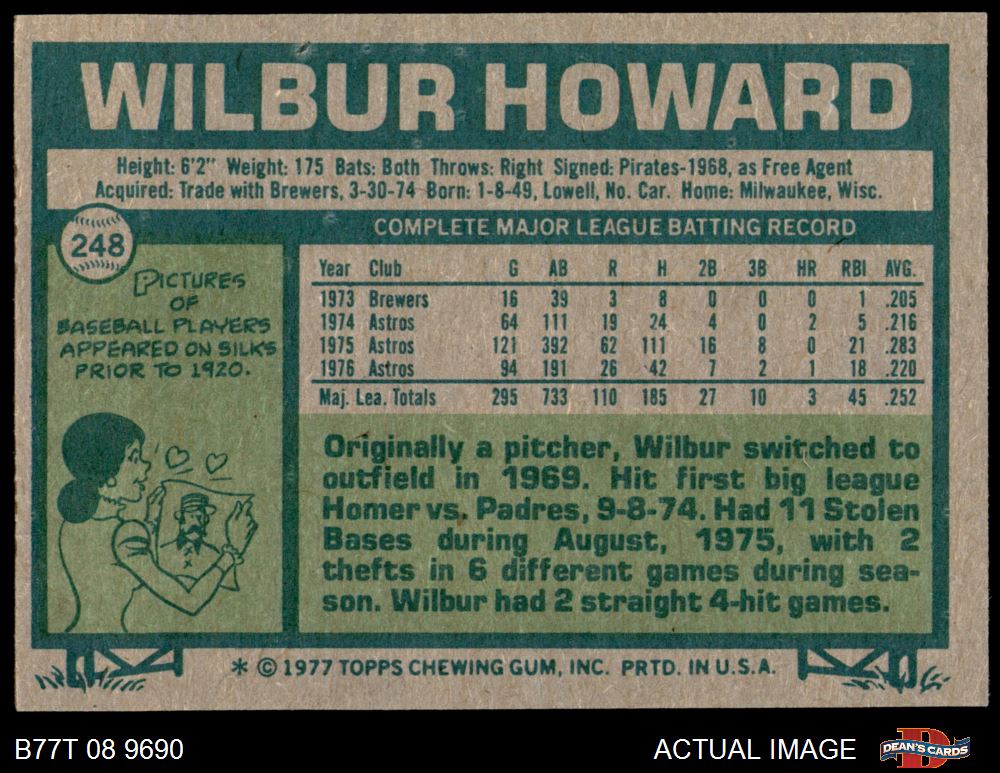 WILBUR HOWARD
Height: 6'2" Weight: 175 Bats: Both Throws: Right Signed: Pirates-1968, as Free Agent
Acquired: Trade with Brewers, 3-30-74 Born: 1-8-49, Lowell, No. Car. Home: Milwaukee, Wisc.
248
PICTURES
OF
BASEBALL PLAYERS
APPEARED ON SILKS
PRIOR TO 1920.
COMPLETE MAJOR LEAGUE BATTING RECORD
Year Club G AB R H 2B 3B HR RBI AVG.
1973 Brewers 16 39 3 8 0 0 0 1 .205
1974 Astros 64 111 19 24 4 0 2 5 .216
1975 Astros 121 392 62 111 16 8 0 21 .283
1976 Astros 94 191 26 42 7 2 1 18 .220
Maj. Lea. Totals 295 733 110 185 27 10 3 45 .252
Originally a pitcher, Wilbur switched to
outfield in 1969. Hit first big league
Homer vs. Padres, 9-8-74. Had 11 Stolen
Bases during August, 1975, with 2
thefts in 6 different games during sea-
son. Wilbur had 2 straight 4-hit games.
* © 1977 TOPPS CHEWING GUM, INC. PRTD. IN U.S.A.
B77T 08 9690
ACTUAL IMAGE
B
DEAN'S CARDS